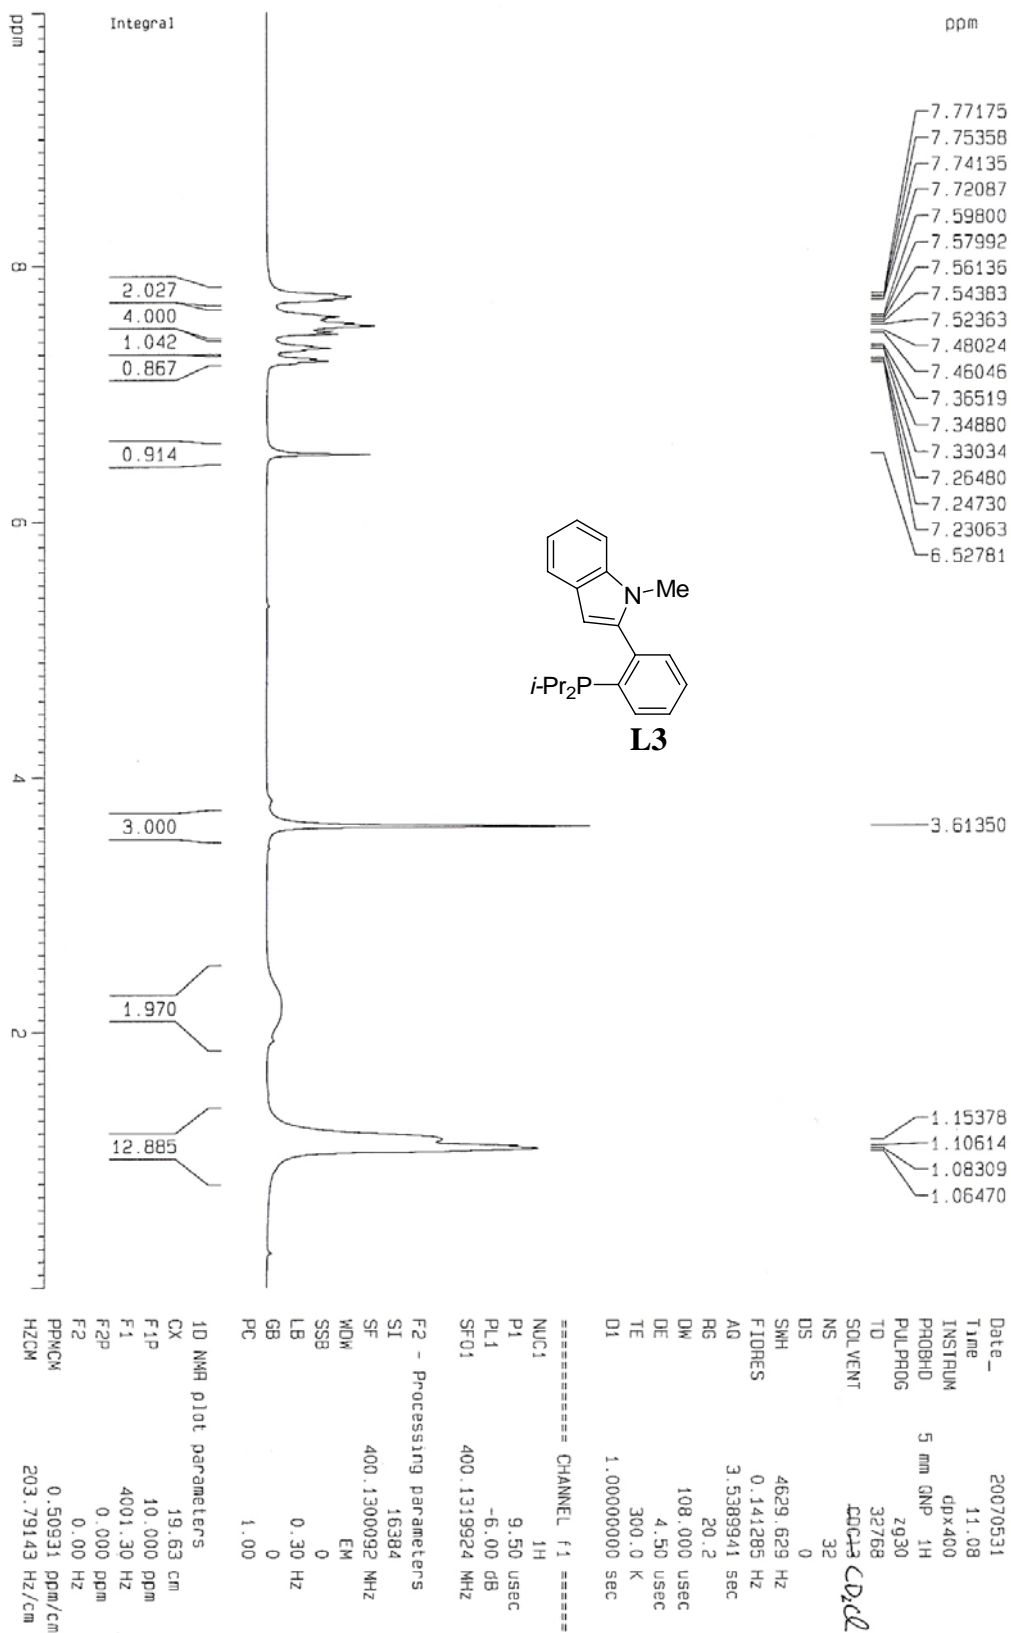 Integral
ppm
8
6
4
2
2.027
4.000
1.042
0.867
0.914
3.000
1.970
12.885
N-Me
i-Pr2P
L3
ppm
7.77175
7.75358
7.74135
7.72087
7.59800
7.57992
7.56136
7.54383
7.52363
7.48024
7.46046
7.36519
7.34880
7.33034
7.26480
7.24730
7.23063
6.52781
3.61350
1.15378
1.10614
1.08309
1.06470
Date_ 20070531
Time 11.08
INSTRUM dpx400
PROBHD 5 mm QNP 1H
PULPROG zg30
TD 32768
SOLVENT CDCl3 CD2Cl
NS 32
DS 0
SWH 4629.629 Hz
FIDRES 0.141285 Hz
AQ 3.5389941 sec
RG 20.2
DW 108.000 usec
DE 4.50 usec
TE 300.0 K
D1 1.00000000 sec
========== CHANNEL f1 ==========
NUC1 1H
P1 9.50 usec
PL1 -6.00 dB
SFO1 400.1319924 MHz
F2 - Processing parameters
SI 16384
SF 400.1300092 MHz
WDW EM
SSB 0
LB 0.30 Hz
GB 0
PC 1.00
1D NMR plot parameters
CX 19.63 cm
F1P 10.000 ppm
F1 4001.30 Hz
F2P 0.000 ppm
F2 0.00 Hz
PPMCM 0.50931 ppm/cm
HZCM 203.79143 Hz/cm